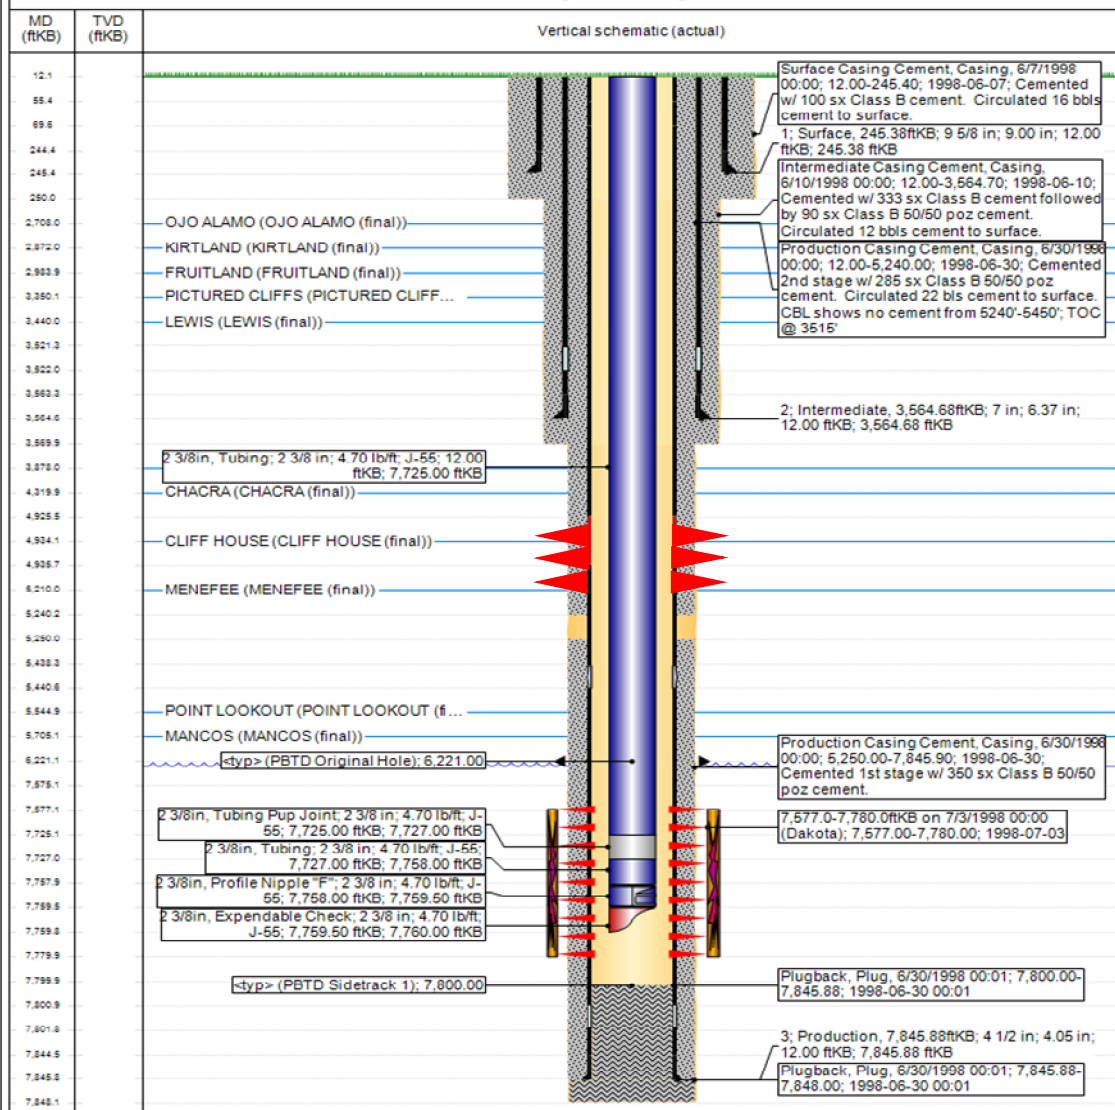 MD
(ftKB)
TVD
(ftKB)
Vertical schematic (actual)
12.1
55.4
69.6
244.4
245.4
250.0
2,708.0
2,872.0
2,983.9
3,350.1
3,440.0
3,521.3
3,522.0
3,563.3
3,564.6
3,569.9
3,878.0
4,319.9
4,925.5
4,934.1
4,935.7
5,210.0
5,240.2
5,250.0
5,438.3
5,440.6
5,544.9
5,705.1
6,221.1
7,575.1
7,577.1
7,725.1
7,727.0
7,757.9
7,759.5
7,759.8
7,779.9
7,799.9
7,800.9
7,801.8
7,844.5
7,845.8
7,848.1
OJO ALAMO (OJO ALAMO (final))
KIRTLAND (KIRTLAND (final))
FRUITLAND (FRUITLAND (final))
PICTURED CLIFFS (PICTURED CLIFF...
LEWIS (LEWIS (final))
2 3/8in, Tubing; 2 3/8 in; 4.70 lb/ft; J-55; 12.00
ftKB; 7,725.00 ftKB
CHACRA (CHACRA (final))
CLIFF HOUSE (CLIFF HOUSE (final))
MENEFEE (MENEFEE (final))
POINT LOOKOUT (POINT LOOKOUT (fi...
MANCOS (MANCOS (final))
<typ> (PBTD Original Hole); 6,221.00
2 3/8in, Tubing Pup Joint; 2 3/8 in; 4.70 lb/ft; J-
55; 7,725.00 ftKB; 7,727.00 ftKB
2 3/8in, Tubing; 2 3/8 in; 4.70 lb/ft; J-55;
7,727.00 ftKB; 7,758.00 ftKB
2 3/8in, Profile Nipple "F"; 2 3/8 in; 4.70 lb/ft; J-
55; 7,758.00 ftKB; 7,759.50 ftKB
2 3/8in, Expendable Check; 2 3/8 in; 4.70 lb/ft;
J-55; 7,759.50 ftKB; 7,760.00 ftKB
<typ> (PBTD Sidetrack 1); 7,800.00
Surface Casing Cement, Casing, 6/7/1998
00:00; 12.00-245.40; 1998-06-07; Cemented
w/ 100 sx Class B cement. Circulated 16 bbls
cement to surface.
1; Surface, 245.38ftKB; 9 5/8 in; 9.00 in; 12.00
ftKB; 245.38 ftKB
Intermediate Casing Cement, Casing,
6/10/1998 00:00; 12.00-3,564.70; 1998-06-10;
Cemented w/ 333 sx Class B cement followed
by 90 sx Class B 50/50 poz cement.
Circulated 12 bbls cement to surface.
Production Casing Cement, Casing, 6/30/1998
00:00; 12.00-5,240.00; 1998-06-30; Cemented
2nd stage w/ 285 sx Class B 50/50 poz
cement. Circulated 22 bls cement to surface.
CBL shows no cement from 5240'-5450'; TOC
@ 3515'
2; Intermediate, 3,564.68ftKB; 7 in; 6.37 in;
12.00 ftKB; 3,564.68 ftKB
Production Casing Cement, Casing, 6/30/1998
00:00; 5,250.00-7,845.90; 1998-06-30;
Cemented 1st stage w/ 350 sx Class B 50/50
poz cement.
7,577.0-7,780.0ftKB on 7/3/1998 00:00
(Dakota); 7,577.00-7,780.00; 1998-07-03
Plugback, Plug, 6/30/1998 00:01; 7,800.00-
7,845.88; 1998-06-30 00:01
3; Production, 7,845.88ftKB; 4 1/2 in; 4.05 in;
12.00 ftKB; 7,845.88 ftKB
Plugback, Plug, 6/30/1998 00:01; 7,845.88-
7,848.00; 1998-06-30 00:01